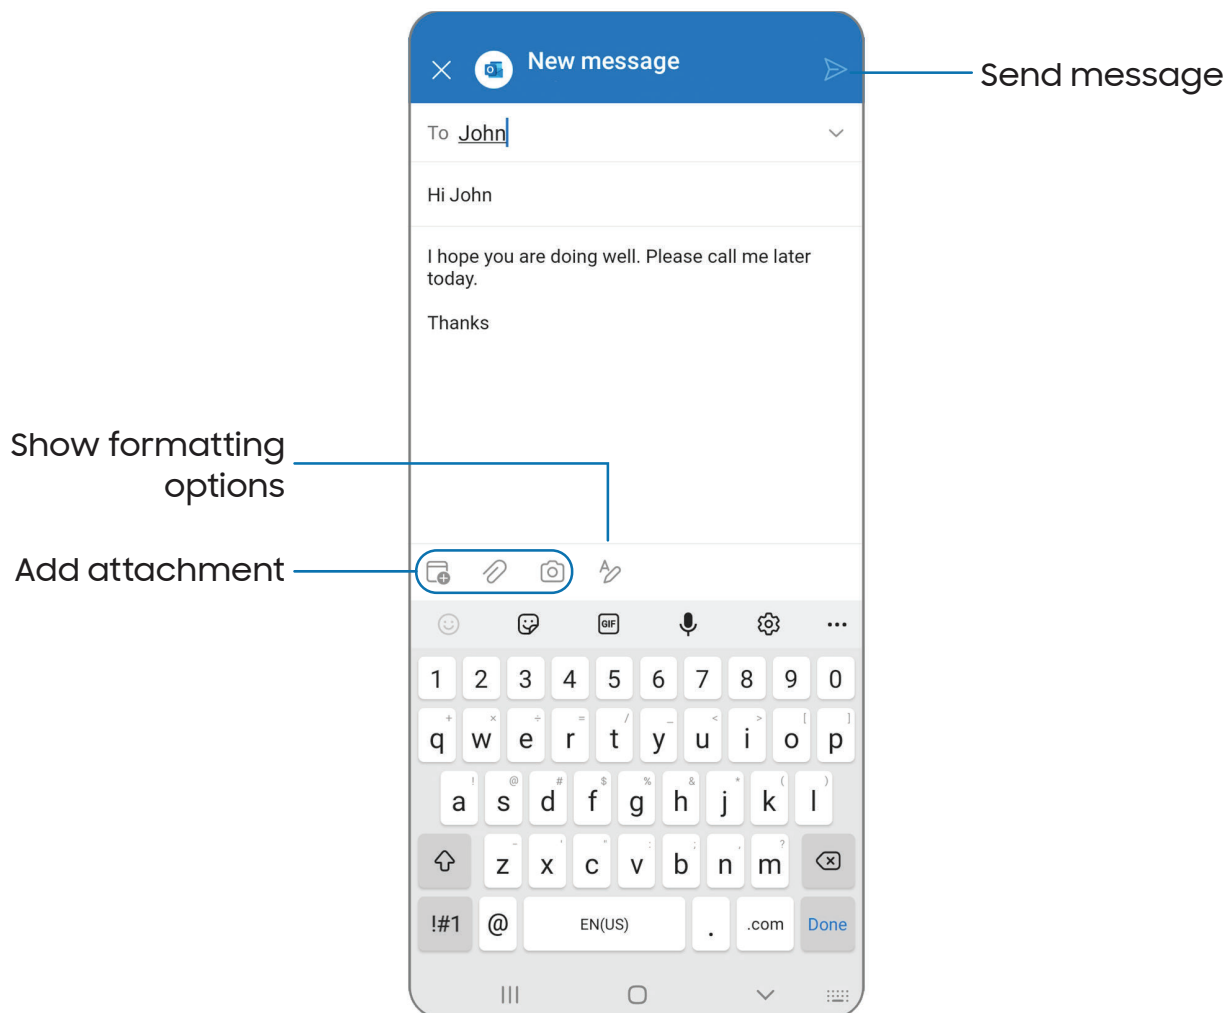 New message
Send message
To John
Hi John
I hope you are doing well. Please call me later
today.
Thanks
Show formatting
options
Add attachment
GIF
1 2 3 4 5 6 7 8 9 0
+ × ÷ = / _ < > [ ]
q w e r t y u i o p
! @ # $ % & * ( )
a s d f g h j k l
- ' " : ; , ?
z x c v b n m
!#1 @ EN(US) . .com Done